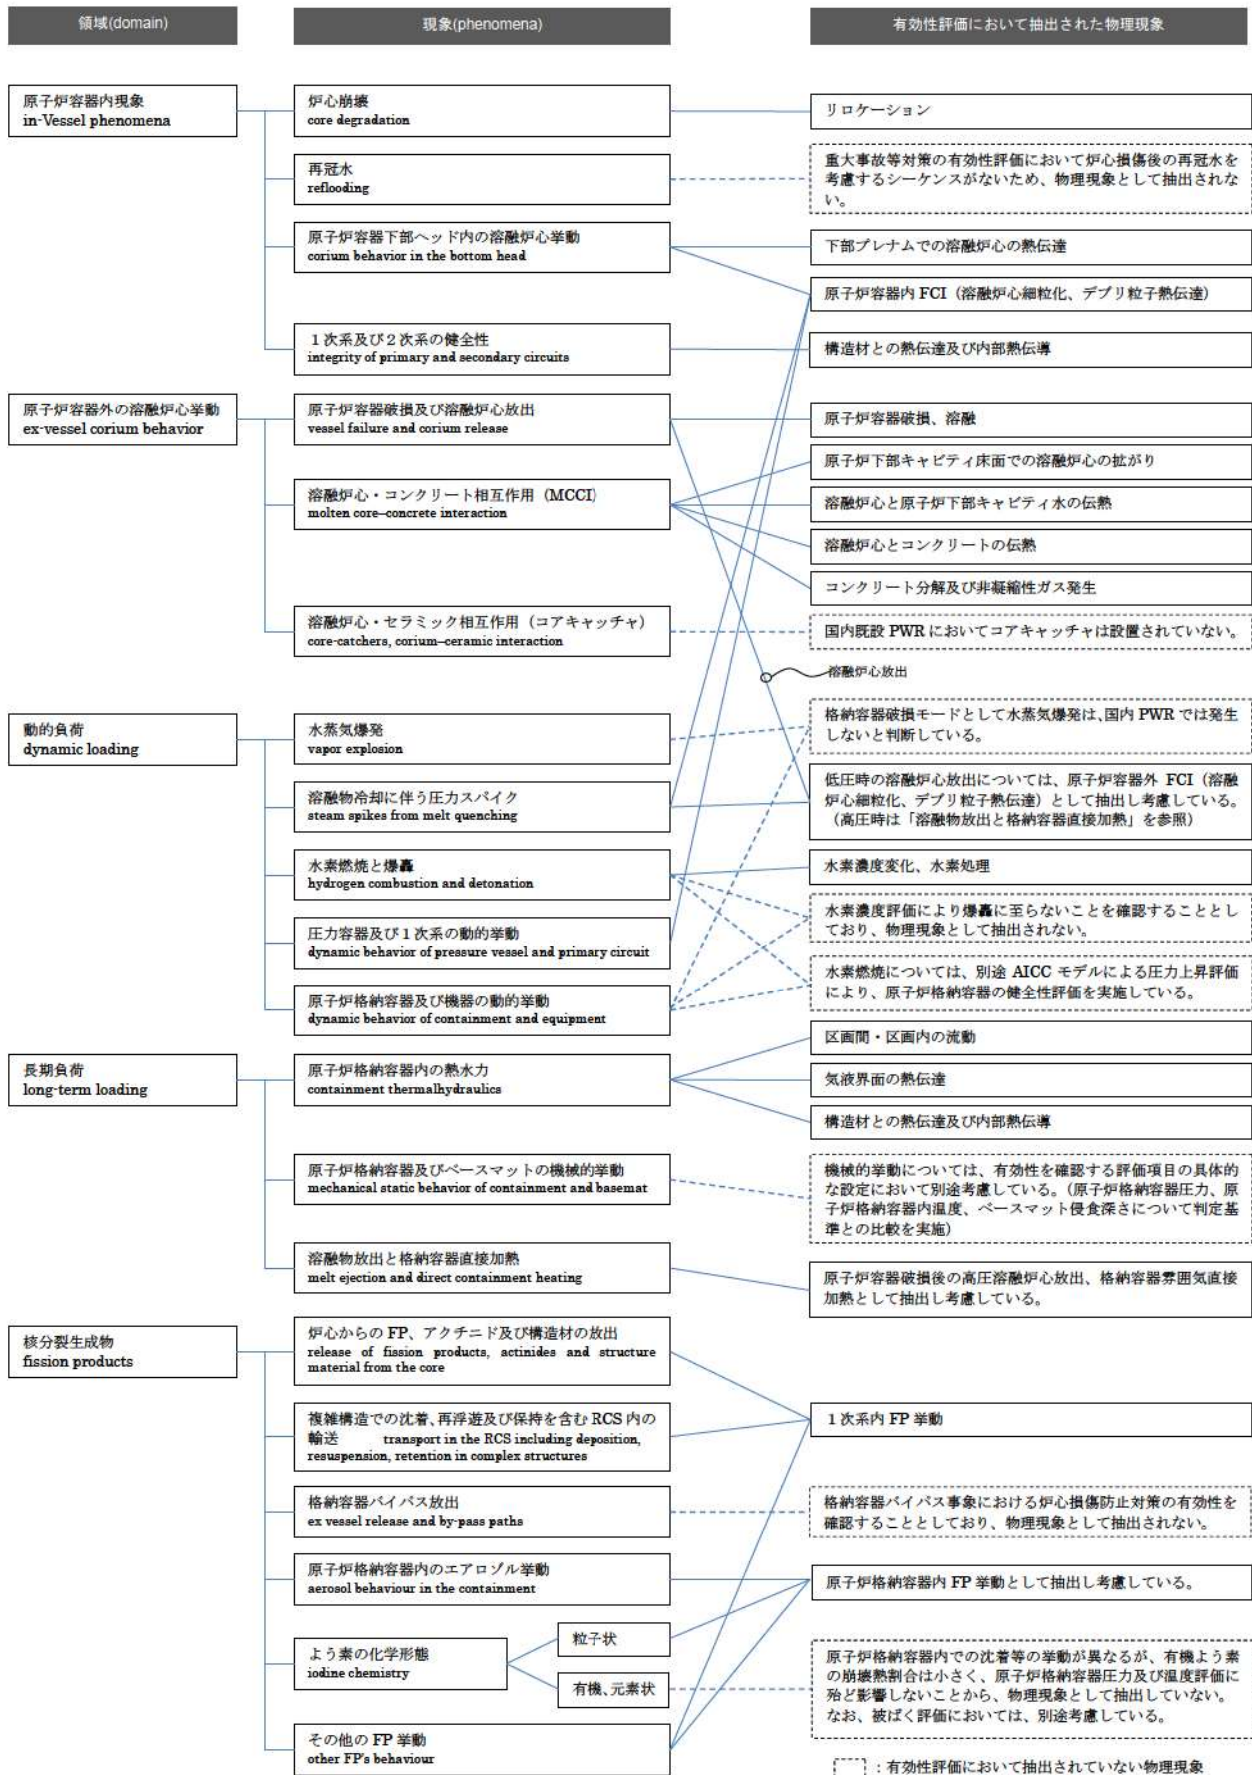 領域(domain)
現象(phenomena)
有効性評価において抽出された物理現象
原子炉容器内現象
in-Vessel phenomena
炉心崩壊
core degradation
リロケーション
再冠水
reflooding
重大事故等対策の有効性評価において炉心損傷後の再冠水を
考慮するシーケンスがないため、物理現象として抽出されな
い。
原子炉容器下部ヘッド内の溶融炉心挙動
corium behavior in the bottom head
下部プレナムでの溶融炉心の熱伝達
原子炉容器内 FCI（溶融炉心細粒化、デブリ粒子熱伝達）
１次系及び２次系の健全性
integrity of primary and secondary circuits
構造材との熱伝達及び内部熱伝導
原子炉容器外の溶融炉心挙動
ex-vessel corium behavior
原子炉容器破損及び溶融炉心放出
vessel failure and corium release
原子炉容器破損、溶融
原子炉下部キャビティ床面での溶融炉心の拡がり
溶融炉心・コンクリート相互作用（MCCI）
molten core–concrete interaction
溶融炉心と原子炉下部キャビティ水の伝熱
溶融炉心とコンクリートの伝熱
コンクリート分解及び非凝縮性ガス発生
溶融炉心・セラミック相互作用（コアキャッチャ）
core-catchers, corium–ceramic interaction
国内既設 PWR においてコアキャッチャは設置されていない。
溶融炉心放出
動的負荷
dynamic loading
水蒸気爆発
vapor explosion
格納容器破損モードとして水蒸気爆発は、国内 PWR では発生
しないと判断している。
溶融物冷却に伴う圧力スパイク
steam spikes from melt quenching
低圧時の溶融炉心放出については、原子炉容器外 FCI（溶融
炉心細粒化、デブリ粒子熱伝達）として抽出し考慮している。
（高圧時は「溶融物放出と格納容器直接加熱」を参照）
水素燃焼と爆轟
hydrogen combustion and detonation
水素濃度変化、水素処理
水素濃度評価により爆轟に至らないことを確認することとし
ており、物理現象として抽出されない。
圧力容器及び１次系の動的挙動
dynamic behavior of pressure vessel and primary circuit
水素燃焼については、別途 AICC モデルによる圧力上昇評価
により、原子炉格納容器の健全性評価を実施している。
原子炉格納容器及び機器の動的挙動
dynamic behavior of containment and equipment
区画間・区画内の流動
長期負荷
long-term loading
原子炉格納容器内の熱水力
containment thermalhydraulics
気液界面の熱伝達
構造材との熱伝達及び内部熱伝導
原子炉格納容器及びベースマットの機械的挙動
mechanical static behavior of containment and basemat
機械的挙動については、有効性を確認する評価項目の具体的
な設定において別途考慮している。（原子炉格納容器圧力、原
子炉格納容器内温度、ベースマット侵食深さについて判定基
準との比較を実施）
溶融物放出と格納容器直接加熱
melt ejection and direct containment heating
原子炉容器破損後の高圧溶融炉心放出、格納容器雰囲気直接
加熱として抽出し考慮している。
核分裂生成物
fission products
炉心からの FP、アクチニド及び構造材の放出
release of fission products, actinides and structure
material from the core
１次系内 FP 挙動
複雑構造での沈着、再浮遊及び保持を含む RCS 内の
輸送 transport in the RCS including deposition,
resuspension, retention in complex structures
格納容器バイパス放出
ex vessel release and by-pass paths
格納容器バイパス事象における炉心損傷防止対策の有効性を
確認することとしており、物理現象として抽出されない。
原子炉格納容器内のエアロゾル挙動
aerosol behaviour in the containment
原子炉格納容器内 FP 挙動として抽出し考慮している。
よう素の化学形態
iodine chemistry
粒子状
有機、元素状
原子炉格納容器内での沈着等の挙動が異なるが、有機よう素
の崩壊熱割合は小さく、原子炉格納容器圧力及び温度評価に
殆ど影響しないことから、物理現象として抽出していない。
なお、被ばく評価においては、別途考慮している。
その他の FP 挙動
other FP's behaviour
：有効性評価において抽出されていない物理現象